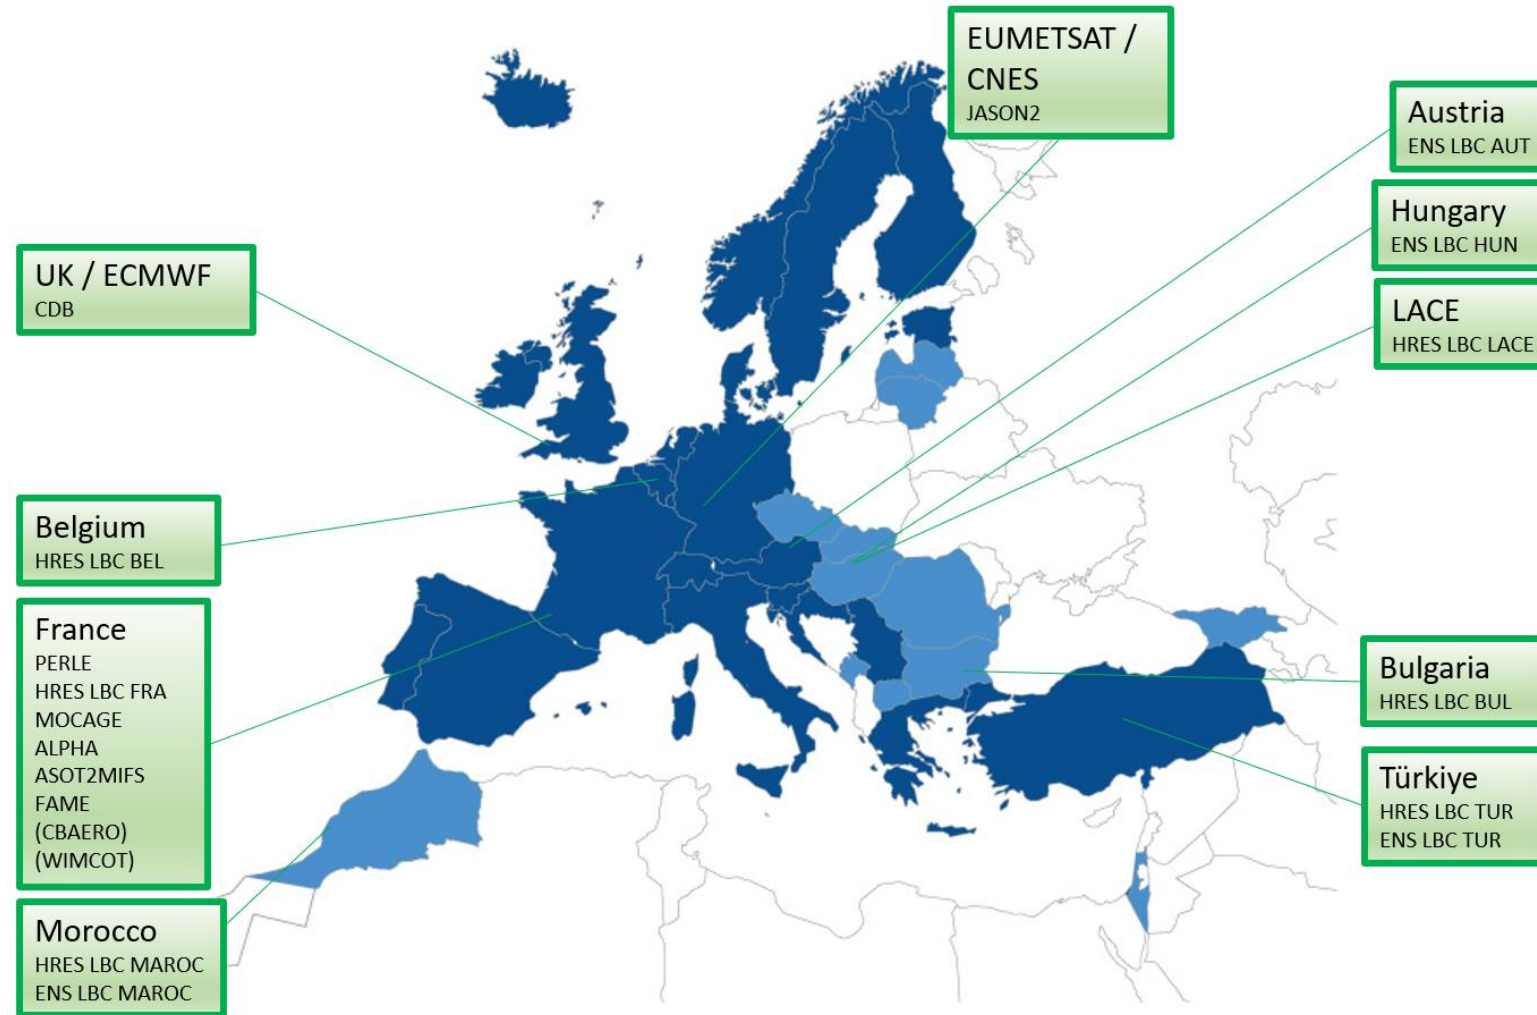 EUMETSAT /
CNES
JASON2
Austria
ENS LBC AUT
Hungary
ENS LBC HUN
LACE
HRES LBC LACE
UK / ECMWF
CDB
Belgium
HRES LBC BEL
France
PERLE
HRES LBC FRA
MOCAGE
ALPHA
ASOT2MIFS
FAME
(CBAERO)
(WIMCOT)
Morocco
HRES LBC MAROC
ENS LBC MAROC
Bulgaria
HRES LBC BUL
Türkiye
HRES LBC TUR
ENS LBC TUR